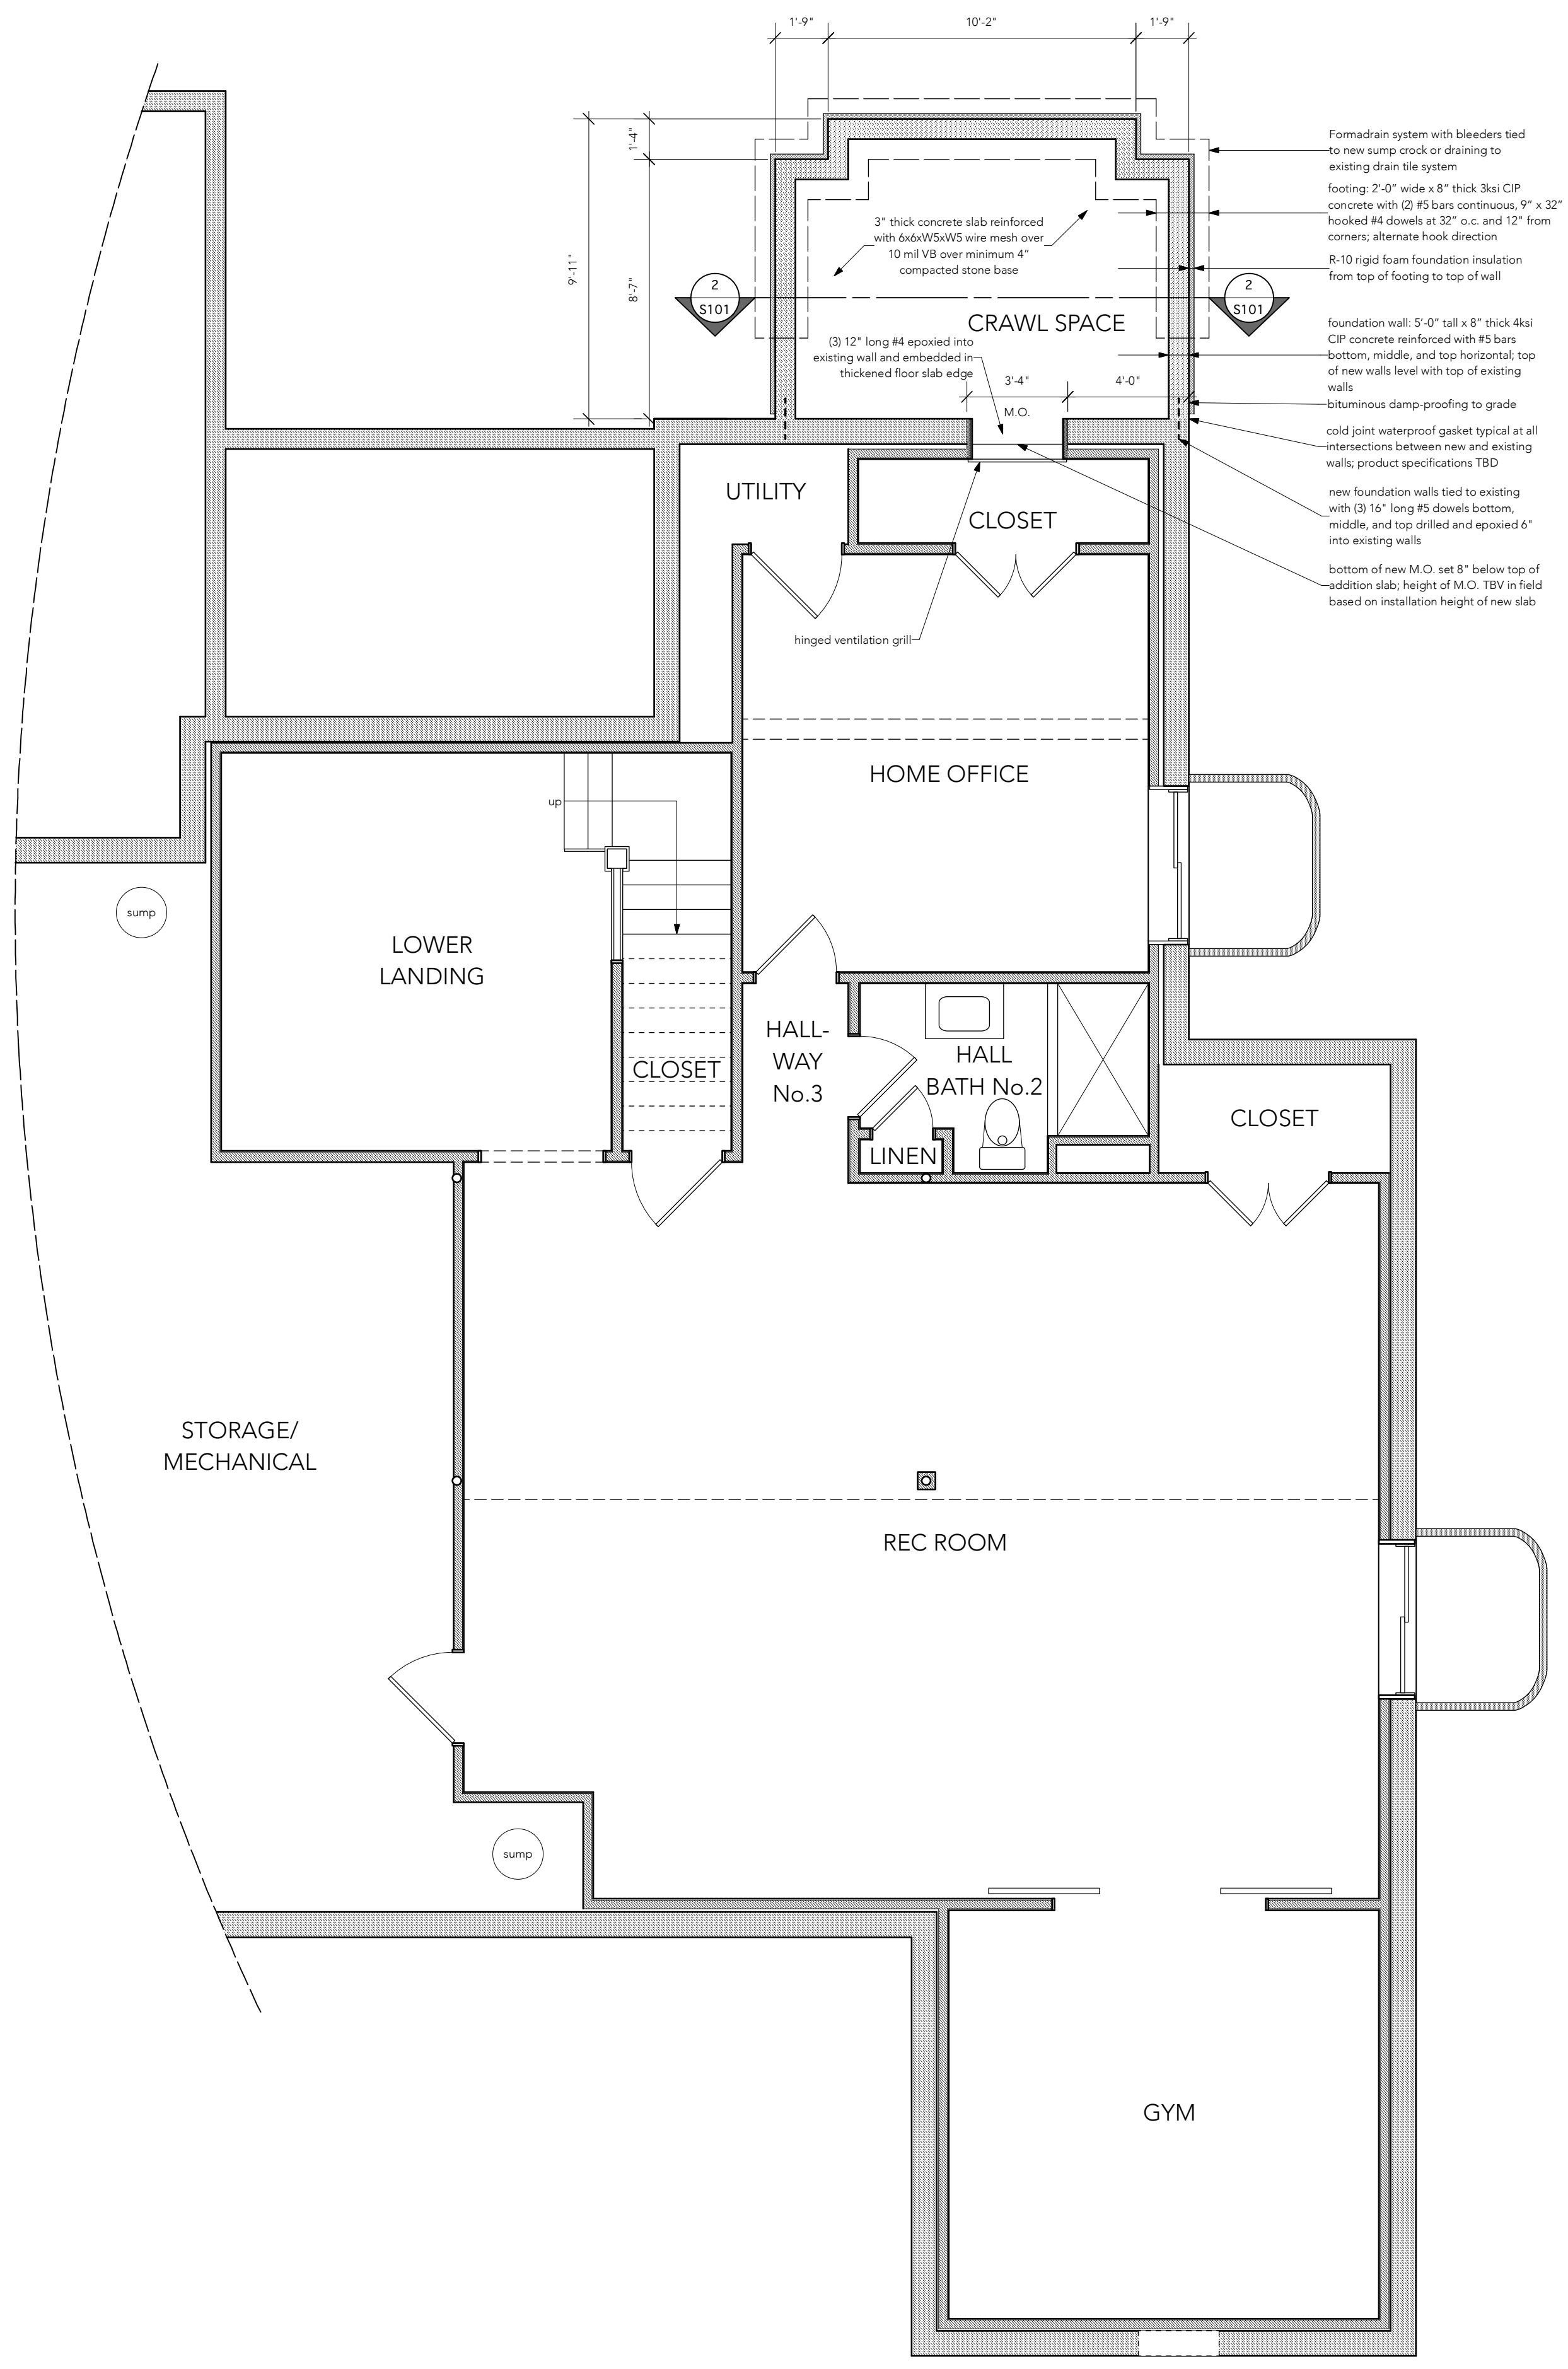 1'-9"
10'-2"
1'-9"
1'-4"
9'-11"
8'-7"
Formadrain system with bleeders tied
to new sump crock or draining to
existing drain tile system
footing: 2'-0” wide x 8” thick 3ksi CIP
concrete with (2) #5 bars continuous, 9” x 32”
hooked #4 dowels at 32” o.c. and 12" from
corners; alternate hook direction
R-10 rigid foam foundation insulation
from top of footing to top of wall
foundation wall: 5'-0” tall x 8” thick 4ksi
CIP concrete reinforced with #5 bars
bottom, middle, and top horizontal; top
of new walls level with top of existing
walls
bituminous damp-proofing to grade
cold joint waterproof gasket typical at all
intersections between new and existing
walls; product specifications TBD
new foundation walls tied to existing
with (3) 16" long #5 dowels bottom,
middle, and top drilled and epoxied 6"
into existing walls
bottom of new M.O. set 8" below top of
addition slab; height of M.O. TBV in field
based on installation height of new slab
3" thick concrete slab reinforced
with 6x6xW5xW5 wire mesh over
10 mil VB over minimum 4”
compacted stone base
2
S101
2
S101
CRAWL SPACE
(3) 12" long #4 epoxied into
existing wall and embedded in
thickened floor slab edge
3'-4"
4'-0"
M.O.
UTILITY
CLOSET
hinged ventilation grill
HOME OFFICE
up
sump
LOWER
LANDING
CLOSET
HALL-
WAY
No.3
HALL
BATH No.2
LINEN
CLOSET
STORAGE/
MECHANICAL
REC ROOM
sump
GYM